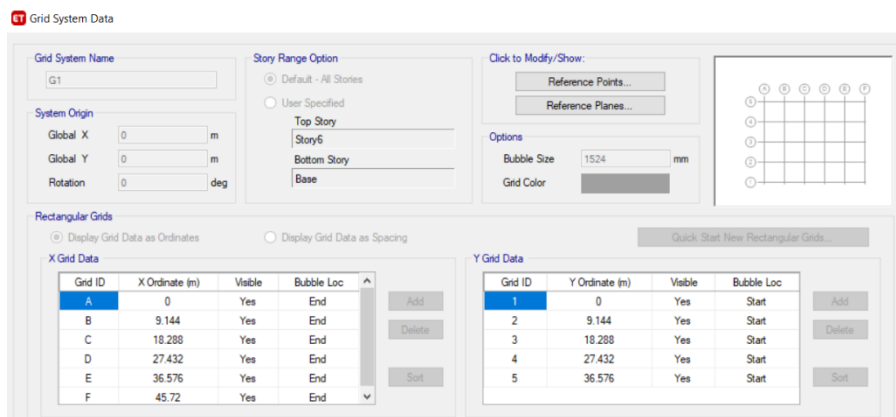 ET Grid System Data
Grid System Name
G1
System Origin
Global X 0 m
Global Y 0 m
Rotation 0 deg
Story Range Option
Default - All Stories
User Specified
Top Story
Story6
Bottom Story
Base
Click to Modify/Show:
Reference Points...
Reference Planes...
Options
Bubble Size 1524 mm
Grid Color
A B C D E F
5
4
3
2
1
Rectangular Grids
Display Grid Data as Ordinates Display Grid Data as Spacing Quick Start New Rectangular Grids...
X Grid Data
Grid ID X Ordinate (m) Visible Bubble Loc
A 0 Yes End
B 9.144 Yes End
C 18.288 Yes End
D 27.432 Yes End
E 36.576 Yes End
F 45.72 Yes End
Add
Delete
Sort
Y Grid Data
Grid ID Y Ordinate (m) Visible Bubble Loc
1 0 Yes Start
2 9.144 Yes Start
3 18.288 Yes Start
4 27.432 Yes Start
5 36.576 Yes Start
Add
Delete
Sort